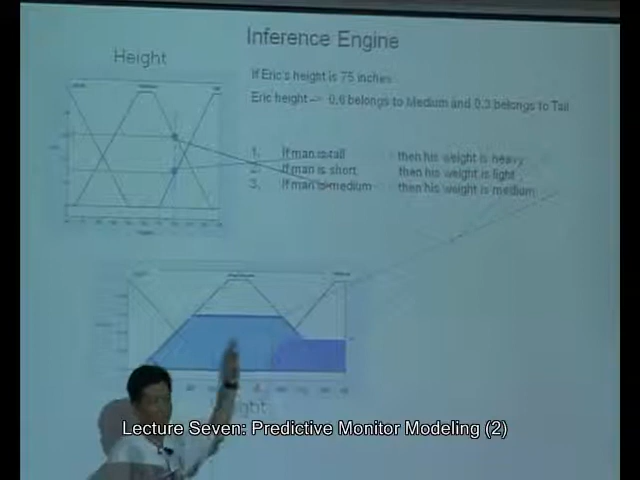 Inference Engine
Height
If Eric's height is 75 inches
Eric height --> 0.6 belongs to Medium and 0.3 belongs to Tall
1. If man is tall then his weight is heavy
2. If man is short then his weight is light
3. If man is medium then his weight is medium
Lecture Seven: Predictive Monitor Modeling (2)